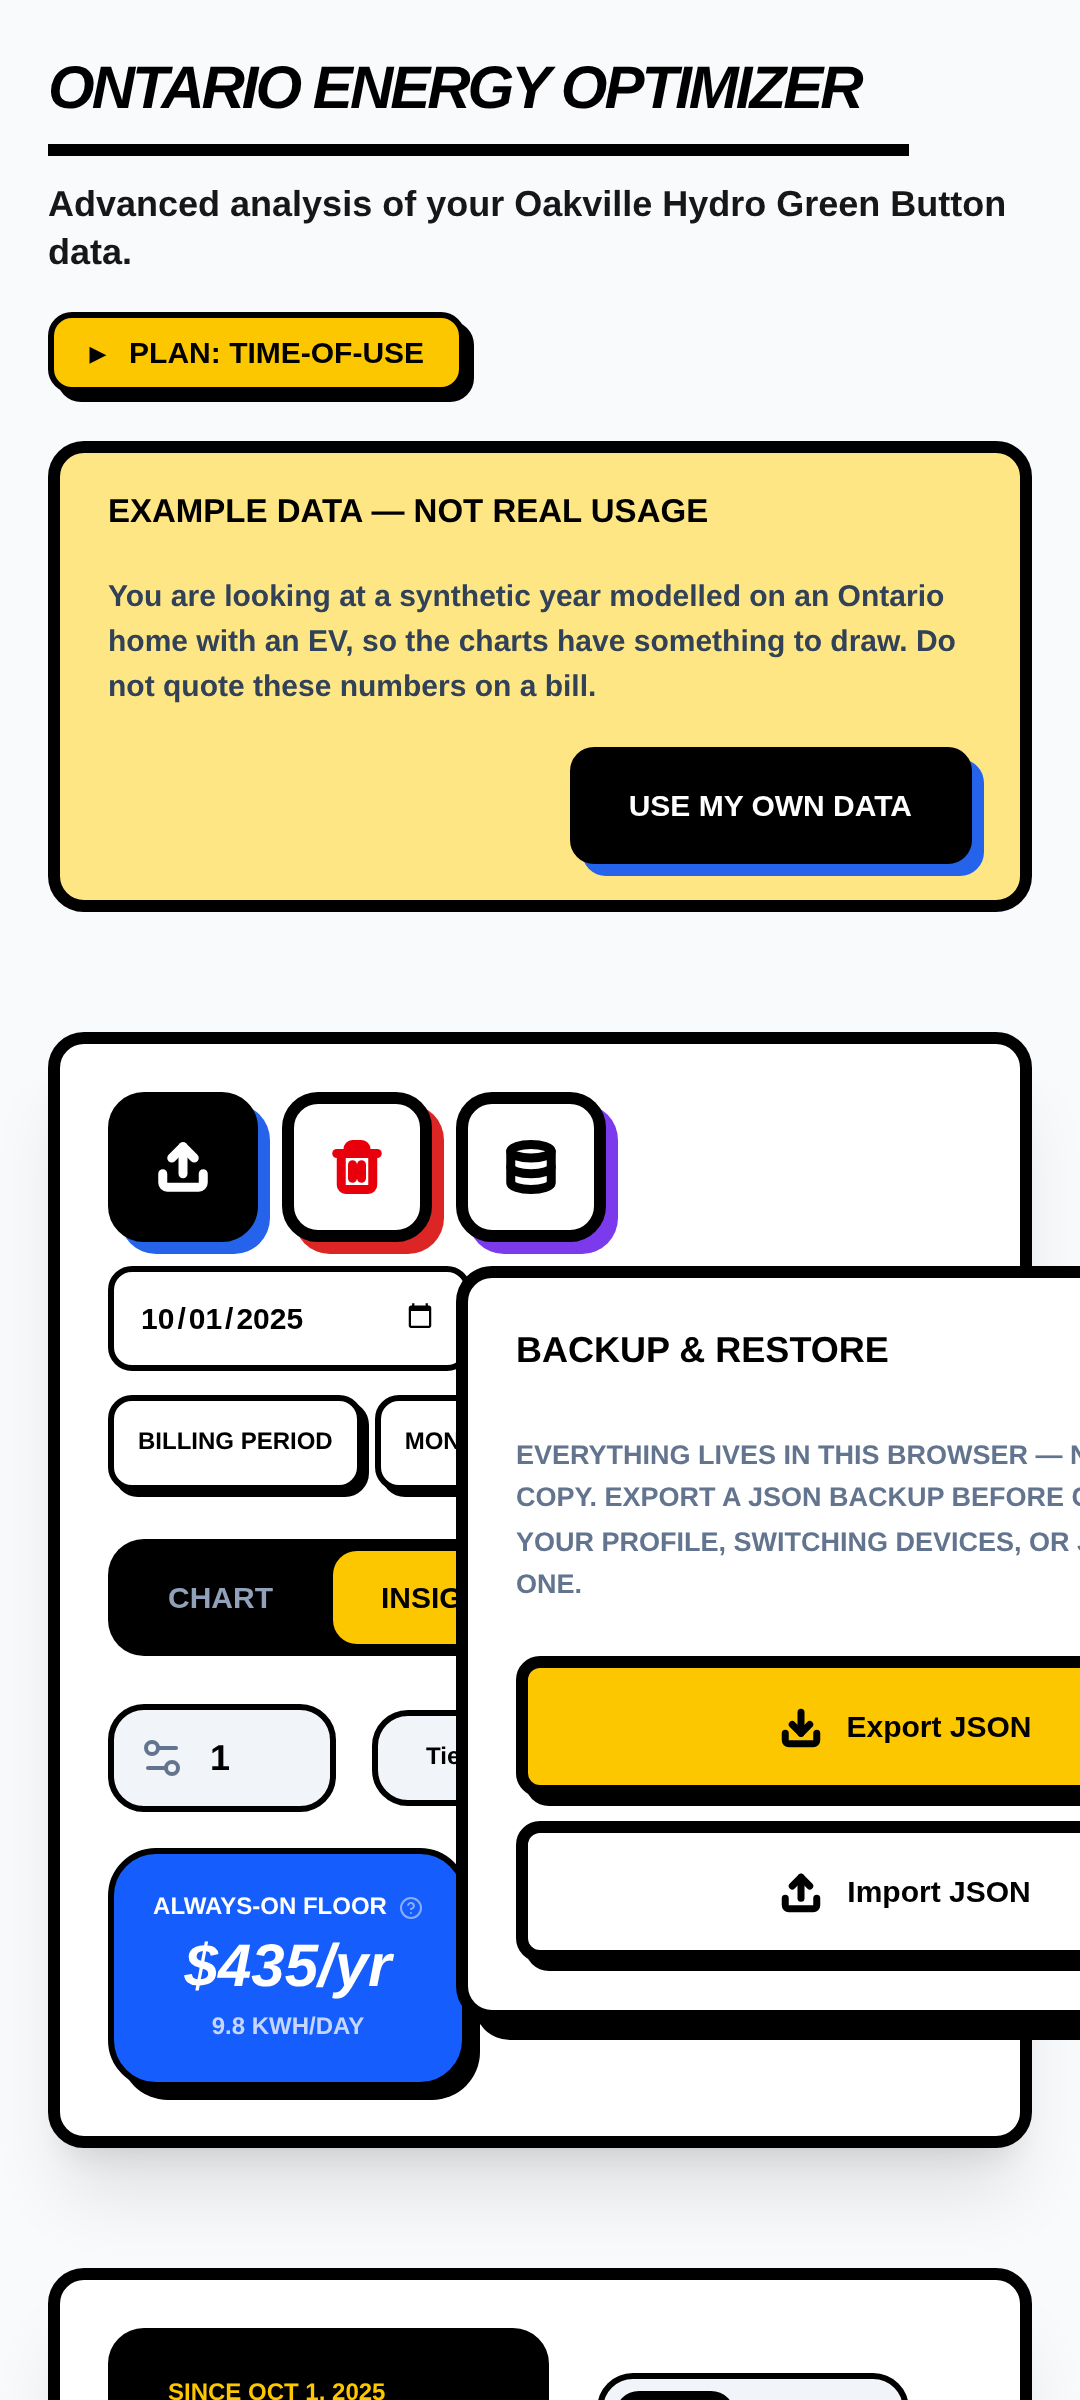 ONTARIO ENERGY OPTIMIZER
Advanced analysis of your Oakville Hydro Green Button
data.
► PLAN: TIME-OF-USE
EXAMPLE DATA — NOT REAL USAGE
You are looking at a synthetic year modelled on an Ontario
home with an EV, so the charts have something to draw. Do
not quote these numbers on a bill.
USE MY OWN DATA
10/01/2025
BACKUP & RESTORE
BILLING PERIOD
EVERYTHING LIVES IN THIS BROWSER —
COPY. EXPORT A JSON BACKUP BEFORE
YOUR PROFILE, SWITCHING DEVICES, OR
ONE.
CHART
Export JSON
1
Import JSON
ALWAYS-ON FLOOR ?
$435/yr
9.8 KWH/DAY
SINCE OCT 1, 2025